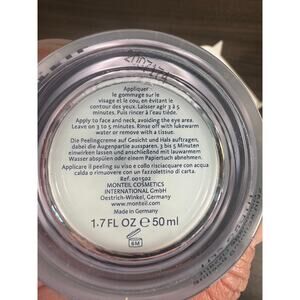 Appliquer
le gommage sur le
visage et le cou, en évitant le
contour des yeux. Laisser agir 3 à 5
minutes. Puis rincer à l'eau tiède.
Apply to face and neck, avoiding the eye area.
Leave on 3 to 5 minutes. Rinse off with lukewarm
water or remove with a tissue.
Die Peelingcreme auf Gesicht und Hals auftragen,
dabei die Augenpartie aussparen. 3 bis 5 Minuten
einwirken lassen und anschließend mit lauwarmem
Wasser abspülen oder einem Papiertuch abnehmen.
Applicare il peeling su viso e collo risciacquare con acqua
calda o rimuovere con un fazzolettino di carta.
Ref. 001502
MONTEIL COSMETICS
INTERNATIONAL GmbH
Oestrich-Winkel, Germany
www.monteil.com
Made in Germany
1.7 FL OZ e 50 ml
6M